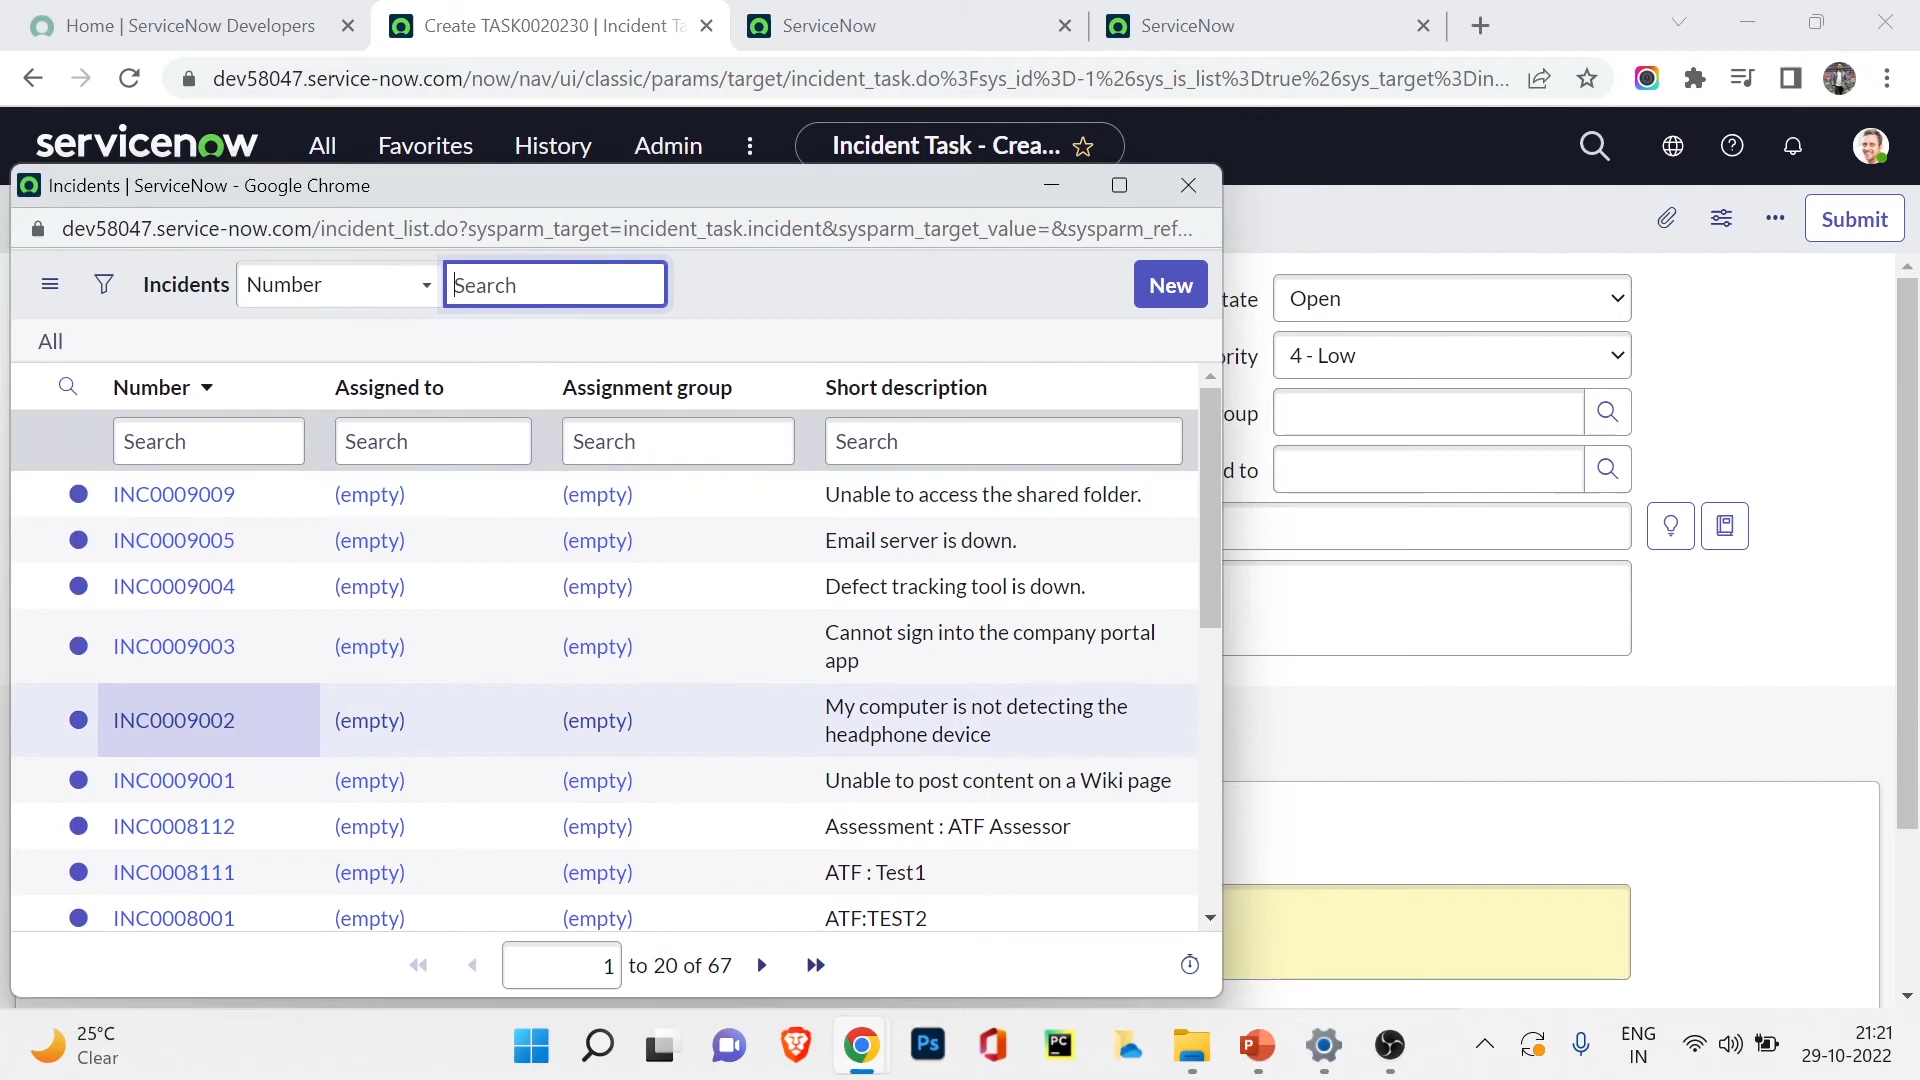 Home | ServiceNow Developers
Create TASK0020230 | Incident Ta
ServiceNow
ServiceNow
dev58047.service-now.com/now/nav/ui/classic/params/target/incident_task.do%3Fsys_id%3D-1%26sys_is_list%3Dtrue%26sys_target%3Din...
servicenow
All
Favorites
History
Admin
Incident Task - Crea...
Incidents | ServiceNow - Google Chrome
Submit
dev58047.service-now.com/incident_list.do?sysparm_target=incident_task.incident&sysparm_target_value=&sysparm_ref...
Incidents
Number
Search
New
tate
Open
All
ority
4 - Low
Number
Assigned to
Assignment group
Short description
oup
Search
Search
Search
Search
d to
INC0009009 (empty) (empty) Unable to access the shared folder.
INC0009005 (empty) (empty) Email server is down.
INC0009004 (empty) (empty) Defect tracking tool is down.
INC0009003 (empty) (empty) Cannot sign into the company portal
app
INC0009002 (empty) (empty) My computer is not detecting the
headphone device
INC0009001 (empty) (empty) Unable to post content on a Wiki page
INC0008112 (empty) (empty) Assessment : ATF Assessor
INC0008111 (empty) (empty) ATF : Test1
INC0008001 (empty) (empty) ATF:TEST2
1 to 20 of 67
25°C
Clear
Ps
PC
P
ENG
IN
21:21
29-10-2022